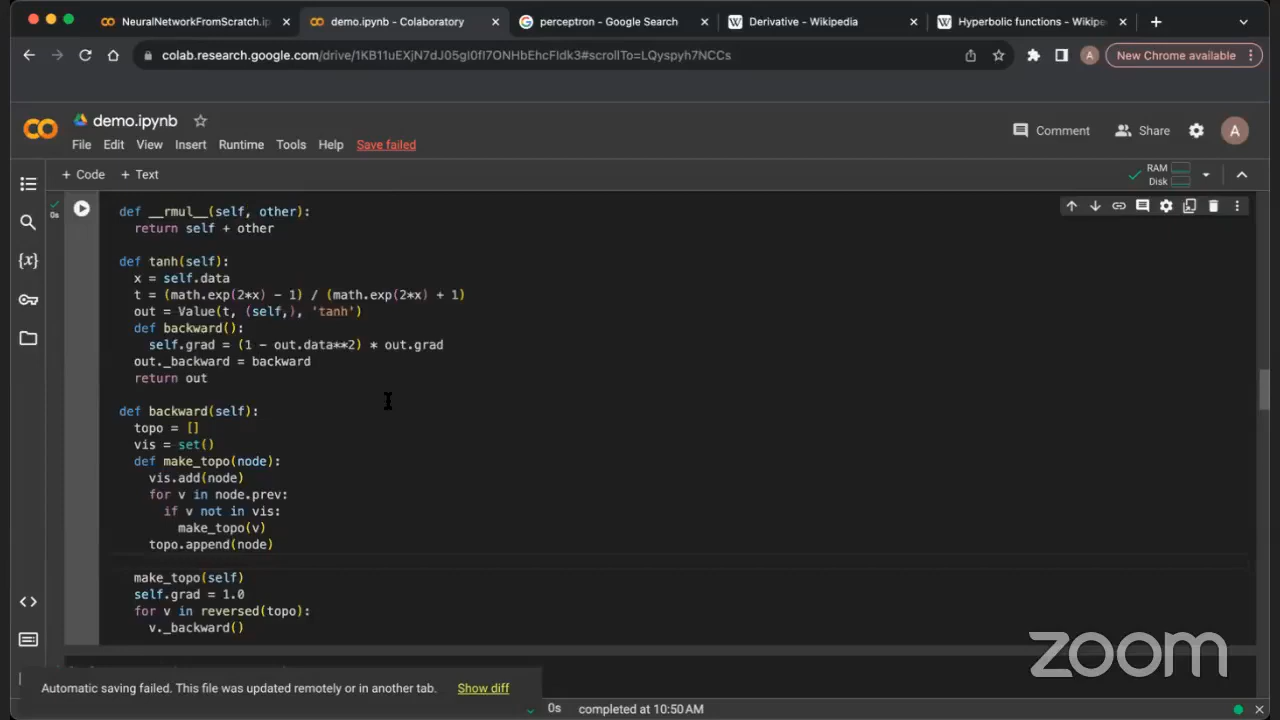 NeuralNetworkFromScratch.ip
demo.ipynb - Colaboratory
perceptron - Google Search
Derivative - Wikipedia
Hyperbolic functions - Wikipe
colab.research.google.com/drive/1KB11uEXjN7dJ05gI0fI7ONHbEhcFIdk3#scrollTo=LQyspyh7NCCs
A
New Chrome available
demo.ipynb
Comment
Share
A
File Edit View Insert Runtime Tools Help Save failed
+ Code + Text
RAM
Disk
0s
def __rmul__(self, other):
return self + other
def tanh(self):
x = self.data
t = (math.exp(2*x) - 1) / (math.exp(2*x) + 1)
out = Value(t, (self,), 'tanh')
def backward():
self.grad = (1 - out.data**2) * out.grad
out._backward = backward
return out
def backward(self):
topo = []
vis = set()
def make_topo(node):
vis.add(node)
for v in node.prev:
if v not in vis:
make_topo(v)
topo.append(node)
make_topo(self)
self.grad = 1.0
for v in reversed(topo):
v._backward()
zoom
Automatic saving failed. This file was updated remotely or in another tab. Show diff
0s completed at 10:50 AM